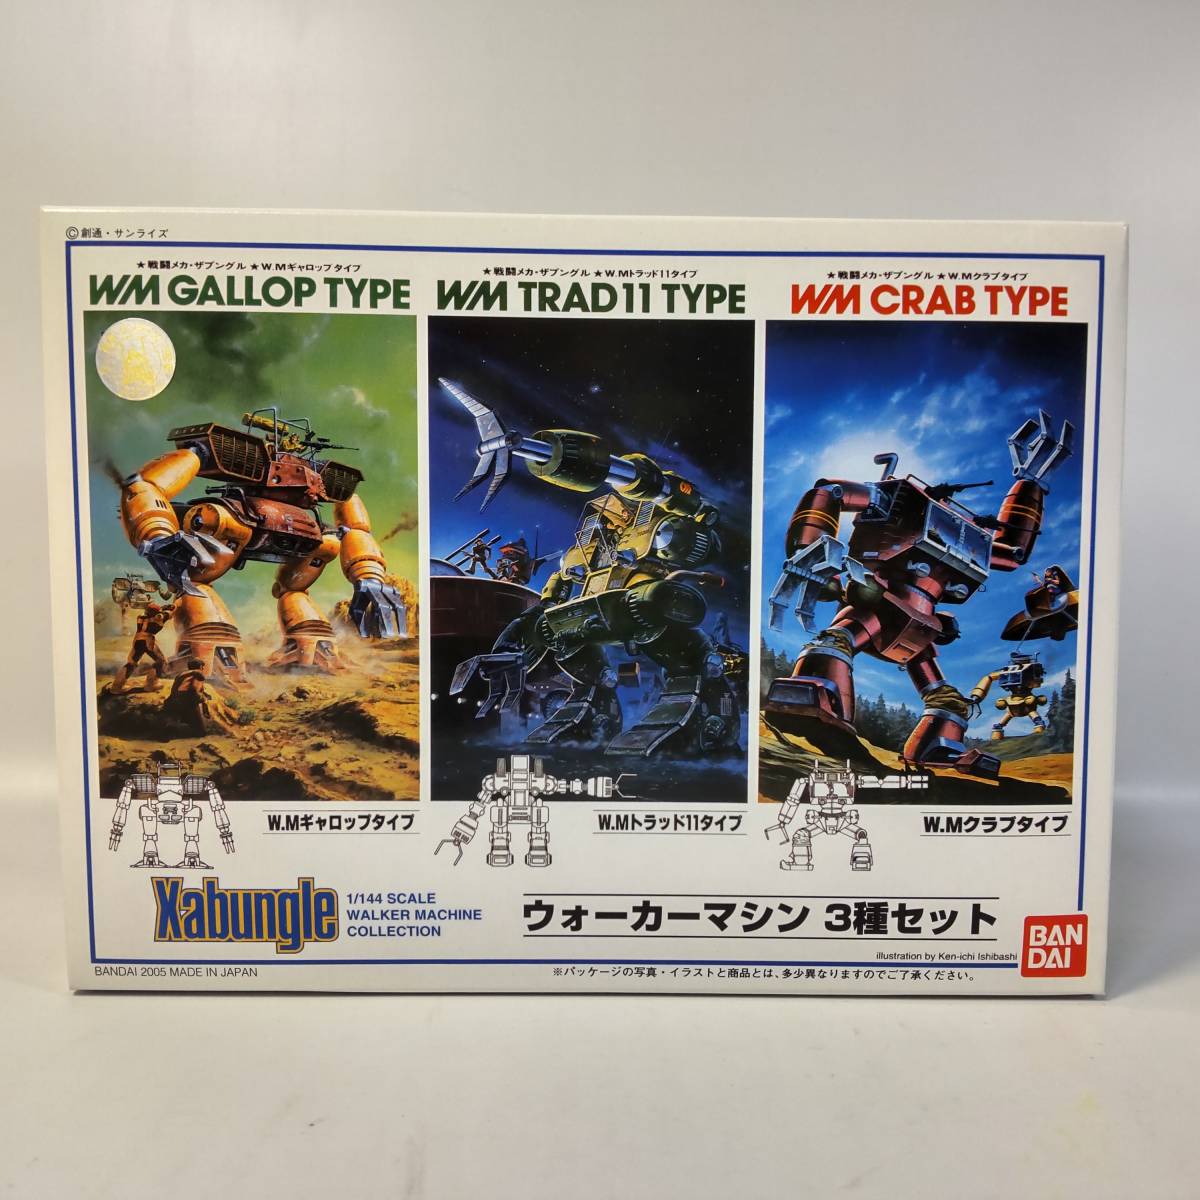 ©創通・サンライズ
★戦闘メカ・ザブングル ★W.Mギャロップタイプ
WM GALLOP TYPE
★戦闘メカ・ザブングル ★W.Mトラッド11タイプ
WM TRAD11 TYPE
★戦闘メカ・ザブングル ★W.Mクラブタイプ
WM CRAB TYPE
W.Mギャロップタイプ
W.Mトラッド11タイプ
W.Mクラブタイプ
Xabungle
1/144 SCALE
WALKER MACHINE
COLLECTION
ウォーカーマシン 3種セット
illustration by Ken-ichi Ishibashi
BAN
DAI
BANDAI 2005 MADE IN JAPAN
※パッケージの写真・イラストと商品とは、多少異なりますのでご了承ください。